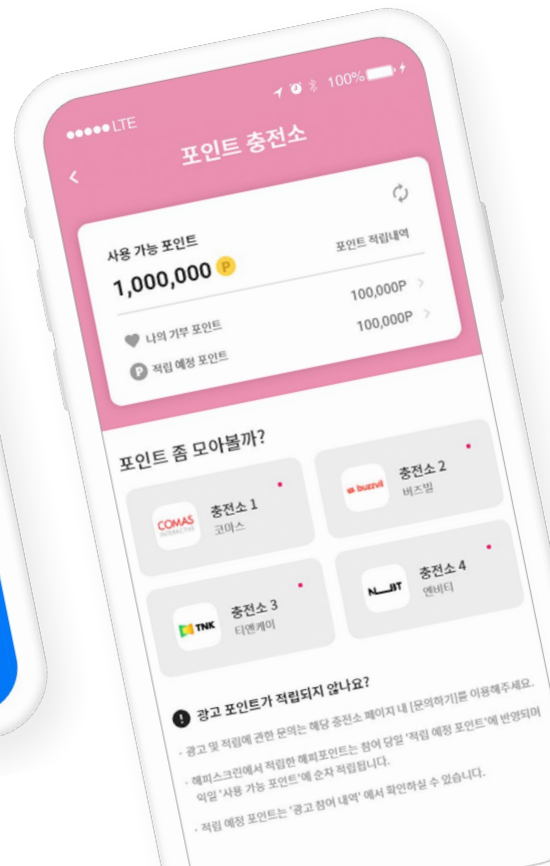 LTE
100%
포인트 충전소
사용 가능 포인트
1,000,000 P
포인트 적립내역
나의 기부 포인트 100,000P
P 적립 예정 포인트 100,000P
포인트 좀 모아볼까?
COMAS
INTERACTIVE
충전소 1
코마스
buzzvil
충전소 2
버즈빌
TNK
충전소 3
티앤케이
N__BT
충전소 4
엔비티
! 광고 포인트가 적립되지 않나요?
· 광고 및 적립에 관한 문의는 해당 충전소 페이지 내 [문의하기]를 이용해주세요.
· 해피스크린에서 적립한 해피포인트는 참여 당일 '적립 예정 포인트'에 반영되며
익일 '사용 가능 포인트'에 순차 적립됩니다.
· 적립 예정 포인트는 '광고 참여 내역' 에서 확인하실 수 있습니다.